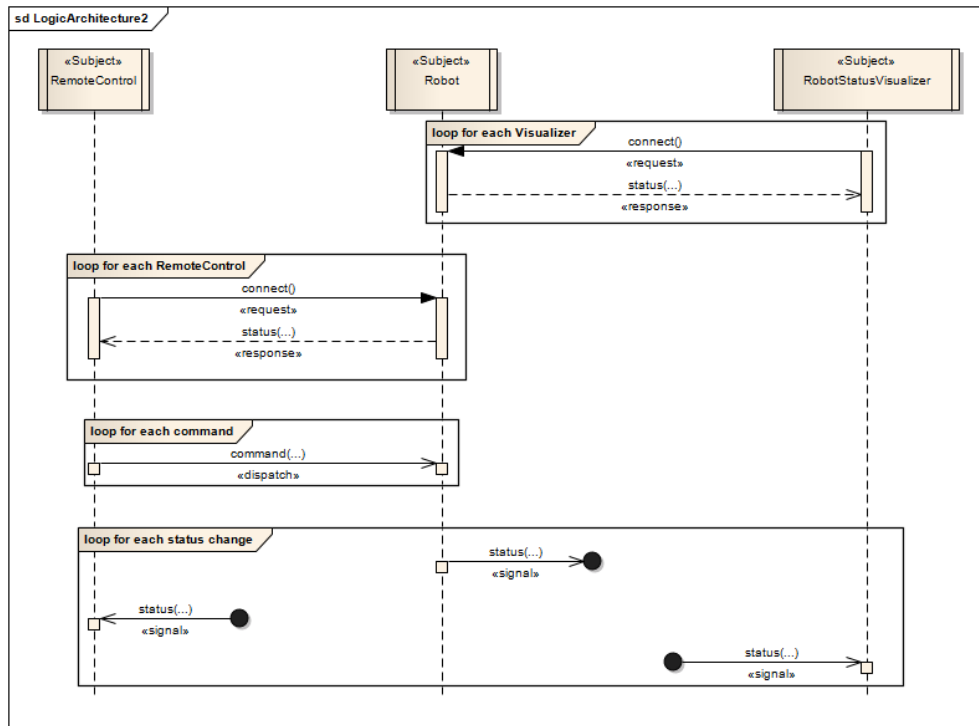 sd LogicArchitecture2
«Subject»
RemoteControl
«Subject»
Robot
«Subject»
RobotStatusVisualizer
loop for each Visualizer
connect()
«request»
status(...)
«response»
loop for each RemoteControl
connect()
«request»
status(...)
«response»
loop for each command
command(...)
«dispatch»
loop for each status change
status(...)
«signal»
status(...)
«signal»
status(...)
«signal»